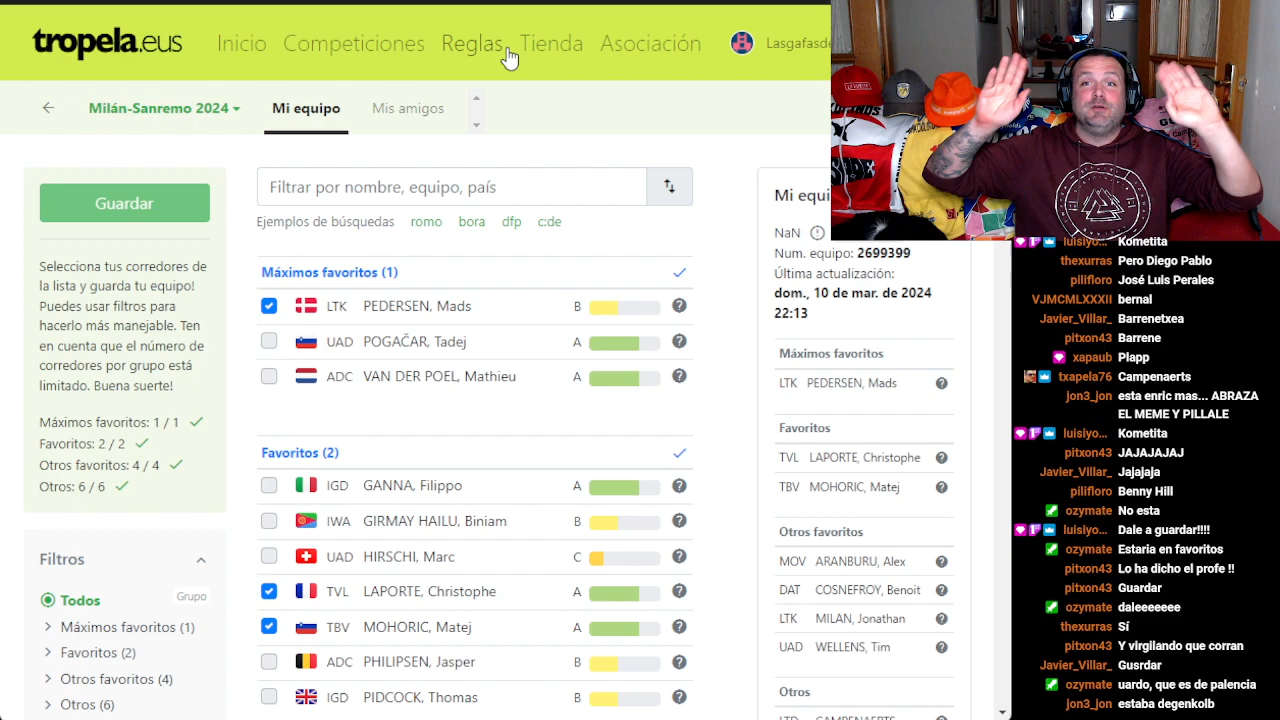 tropela.eus Inicio Competiciones Reglas Tienda Asociación Lasgafasde
Milán-Sanremo 2024 Mi equipo Mis amigos
Guardar
Selecciona tus corredores de
la lista y guarda tu equipo!
Puedes usar filtros para
hacerlo más manejable. Ten
en cuenta que el número de
corredores por grupo está
limitado. Buena suerte!
Máximos favoritos: 1 / 1
Favoritos: 2 / 2
Otros favoritos: 4 / 4
Otros: 6 / 6
Filtros
Todos Grupo
Máximos favoritos (1)
Favoritos (2)
Otros favoritos (4)
Otros (6)
Filtrar por nombre, equipo, país
Ejemplos de búsquedas romo bora dfp c:de
Máximos favoritos (1)
LTK PEDERSEN, Mads B
UAD POGAČAR, Tadej A
ADC VAN DER POEL, Mathieu A
Favoritos (2)
IGD GANNA, Filippo A
IWA GIRMAY HAILU, Biniam B
UAD HIRSCHI, Marc C
TVL LAPORTE, Christophe A
TBV MOHORIC, Matej A
ADC PHILIPSEN, Jasper B
IGD PIDCOCK, Thomas B
Mi equi
NaN
Num. equipo: 2699399
Última actualización:
dom., 10 de mar. de 2024
22:13
Máximos favoritos
LTK PEDERSEN, Mads
Favoritos
TVL LAPORTE, Christophe
TBV MOHORIC, Matej
Otros favoritos
MOV ARANBURU, Alex
DAT COSNEFROY, Benoit
LTK MILAN, Jonathan
UAD WELLENS, Tim
Otros
LTD CAMPENAERTS
luisiyo... Kometita
thexurras Pero Diego Pablo
pilifloro José Luis Perales
VJMCMLXXXII bernal
Javier_Villar_ Barrenetxea
pitxon43 Barrene
xapaub Plapp
txapela76 Campenaerts
jon3_jon esta enric mas... ABRAZA
EL MEME Y PILLALE
luisiyo... Kometita
pitxon43 JAJAJAJAJ
Javier_Villar_ Jajajaja
pilifloro Benny Hill
ozymate No esta
luisiyo... Dale a guardar!!!!
ozymate Estaria en favoritos
pitxon43 Lo ha dicho el profe !!
pitxon43 Guardar
ozymate daleeeeee
thexurras Sí
pitxon43 Y virgilando que corran
Javier_Villar_ Gusrdar
ozymate uardo, que es de palencia
jon3_jon estaba degenkolb